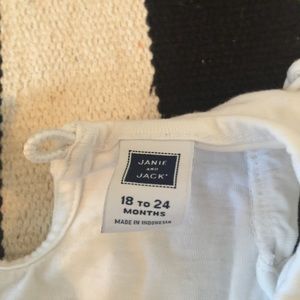 JANIE
AND
JACK®
18 TO 24
MONTHS
MADE IN INDONESIA